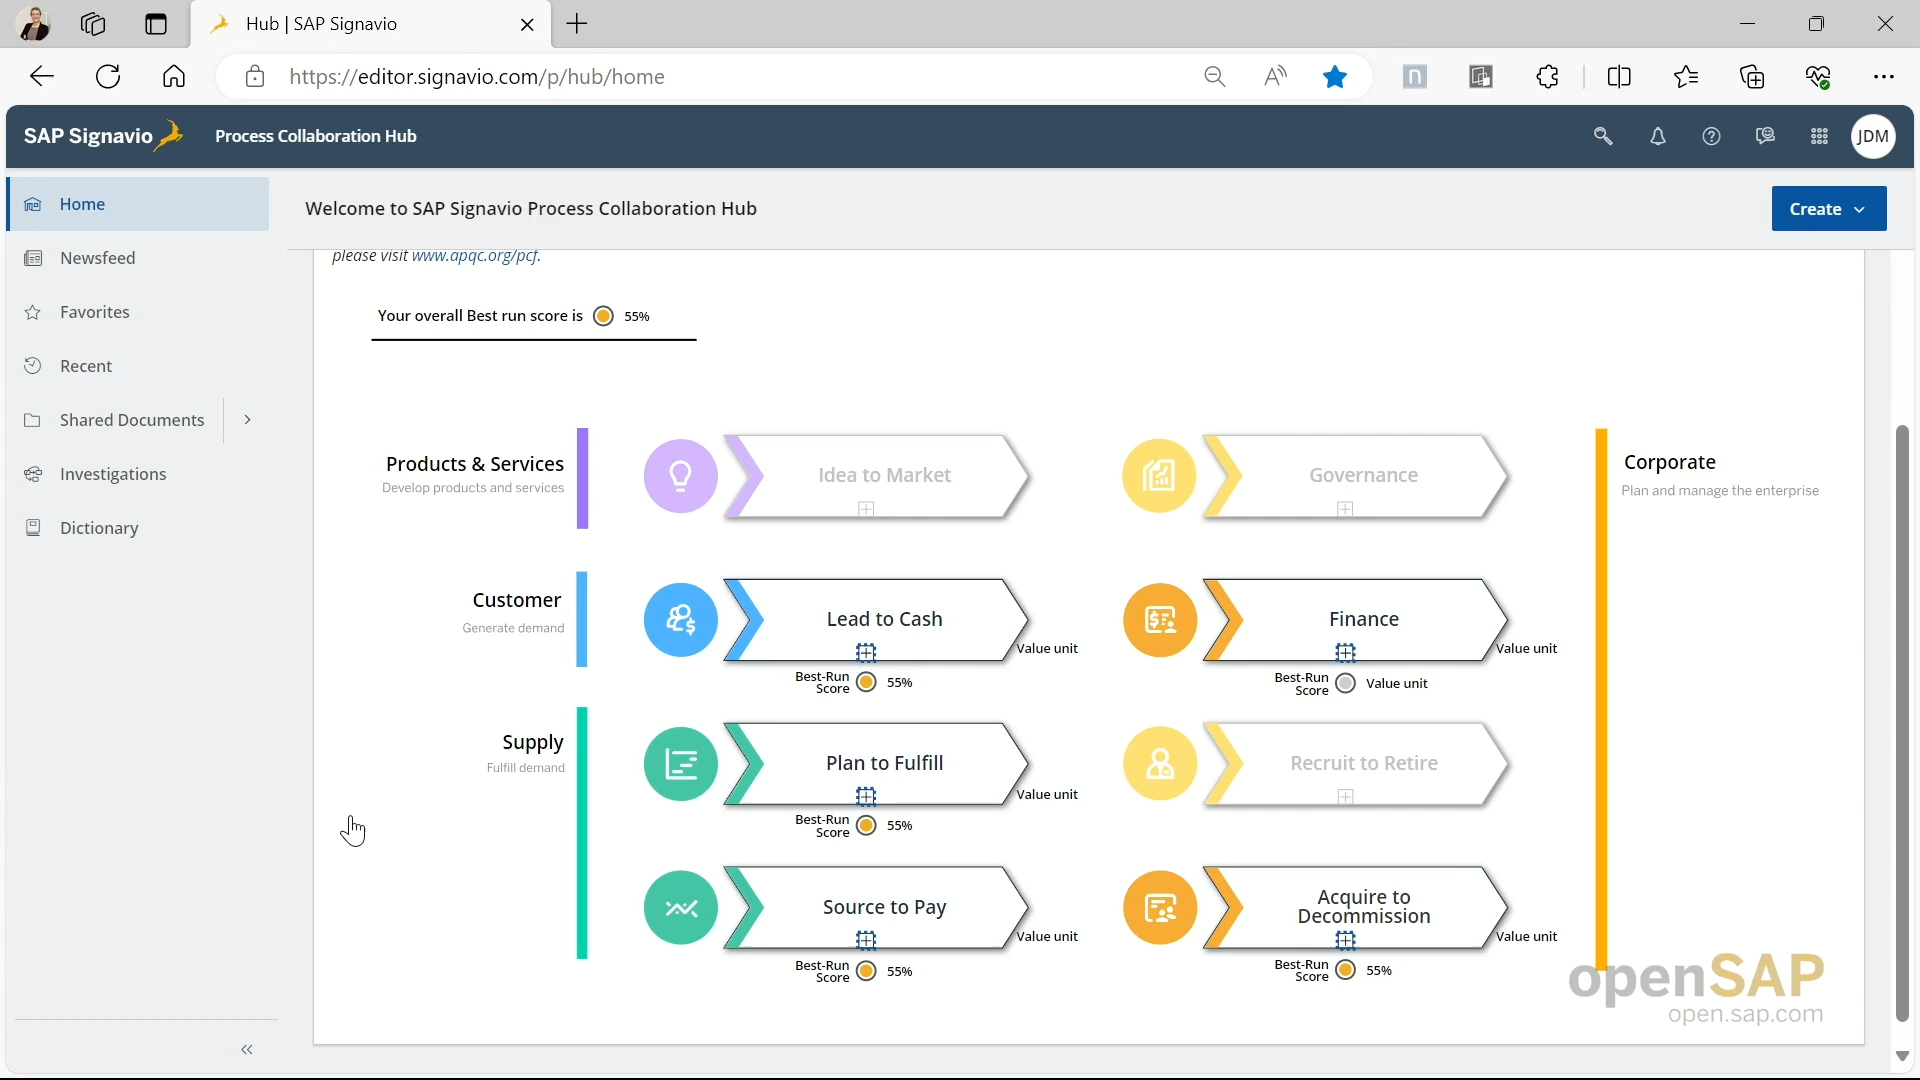 Hub | SAP Signavio
https://editor.signavio.com/p/hub/home
SAP Signavio
Process Collaboration Hub
JDM
Home
Newsfeed
Favorites
Recent
Shared Documents
Investigations
Dictionary
Welcome to SAP Signavio Process Collaboration Hub
Create
please visit www.apqc.org/pcf.
Your overall Best run score is 55%
Products & Services
Develop products and services
Idea to Market
Governance
Corporate
Plan and manage the enterprise
Customer
Generate demand
Lead to Cash
Value unit
Best-Run
Score 55%
Finance
Value unit
Best-Run
Score Value unit
Supply
Fulfill demand
Plan to Fulfill
Value unit
Best-Run
Score 55%
Recruit to Retire
Source to Pay
Value unit
Best-Run
Score 55%
Acquire to
Decommission
Value unit
Best-Run
Score 55%
openSAP
open.sap.com